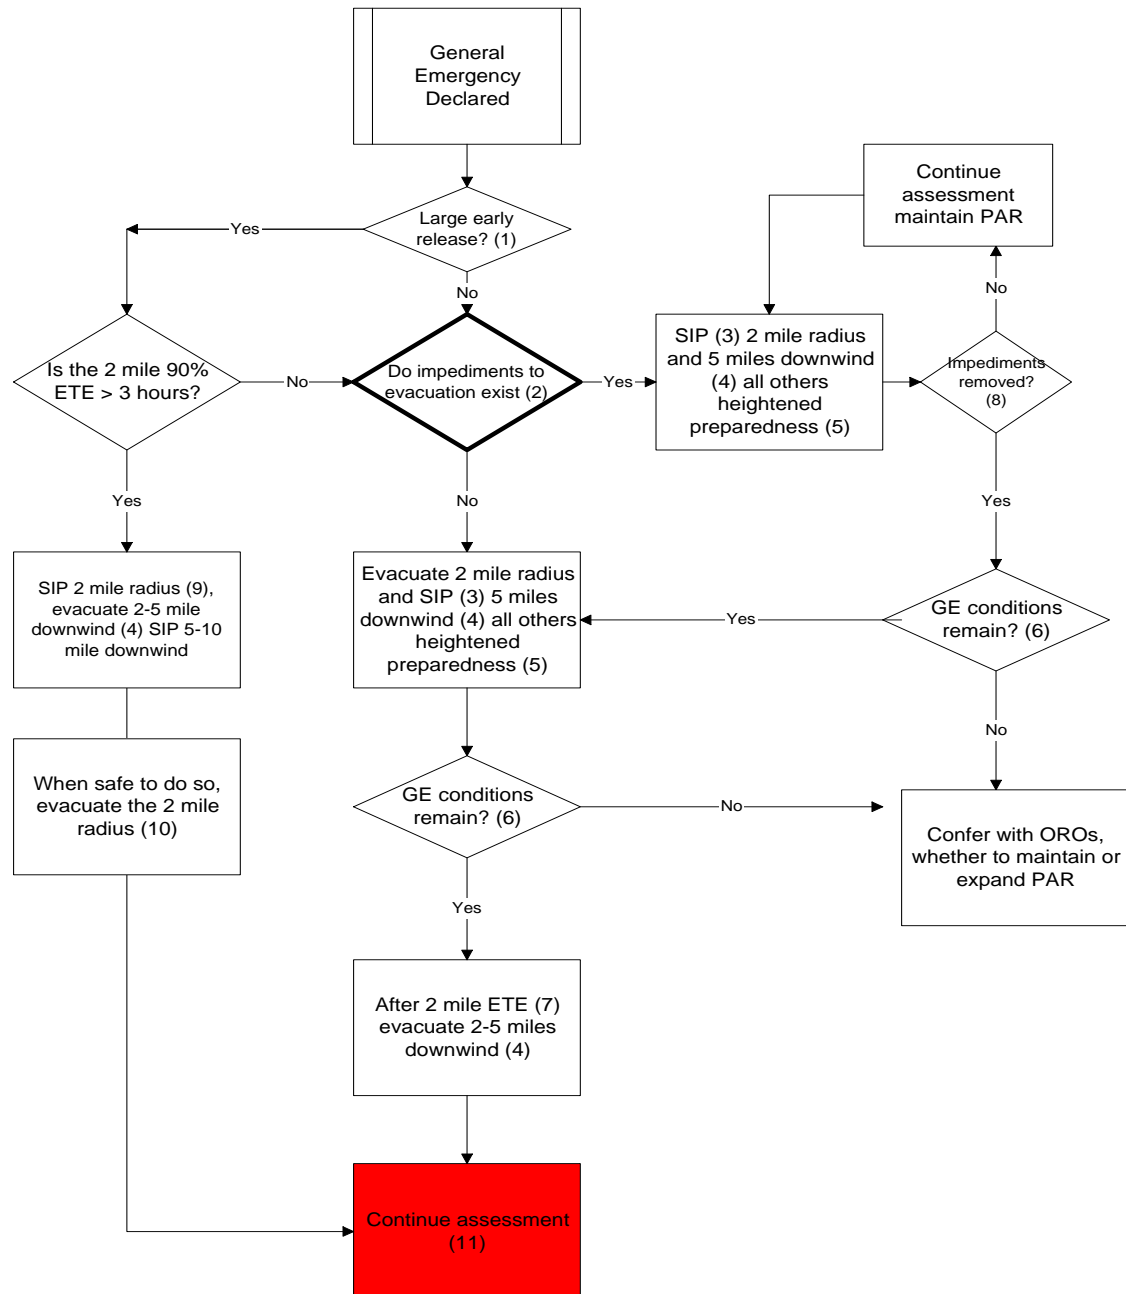 General
Emergency
Declared
Continue
assessment
maintain PAR
Large early
release? (1)
Yes
No
No
Is the 2 mile 90%
ETE > 3 hours?
No
Do impediments to
evacuation exist (2)
Yes
SIP (3) 2 mile radius
and 5 miles downwind
(4) all others
heightened
preparedness (5)
Impediments
removed?
(8)
Yes
No
Yes
SIP 2 mile radius (9),
evacuate 2-5 mile
downwind (4) SIP 5-10
mile downwind
Evacuate 2 mile radius
and SIP (3) 5 miles
downwind (4) all others
heightened
preparedness (5)
Yes
GE conditions
remain? (6)
No
When safe to do so,
evacuate the 2 mile
radius (10)
GE conditions
remain? (6)
No
Confer with OROs,
whether to maintain or
expand PAR
Yes
After 2 mile ETE (7)
evacuate 2-5 miles
downwind (4)
Continue assessment
(11)